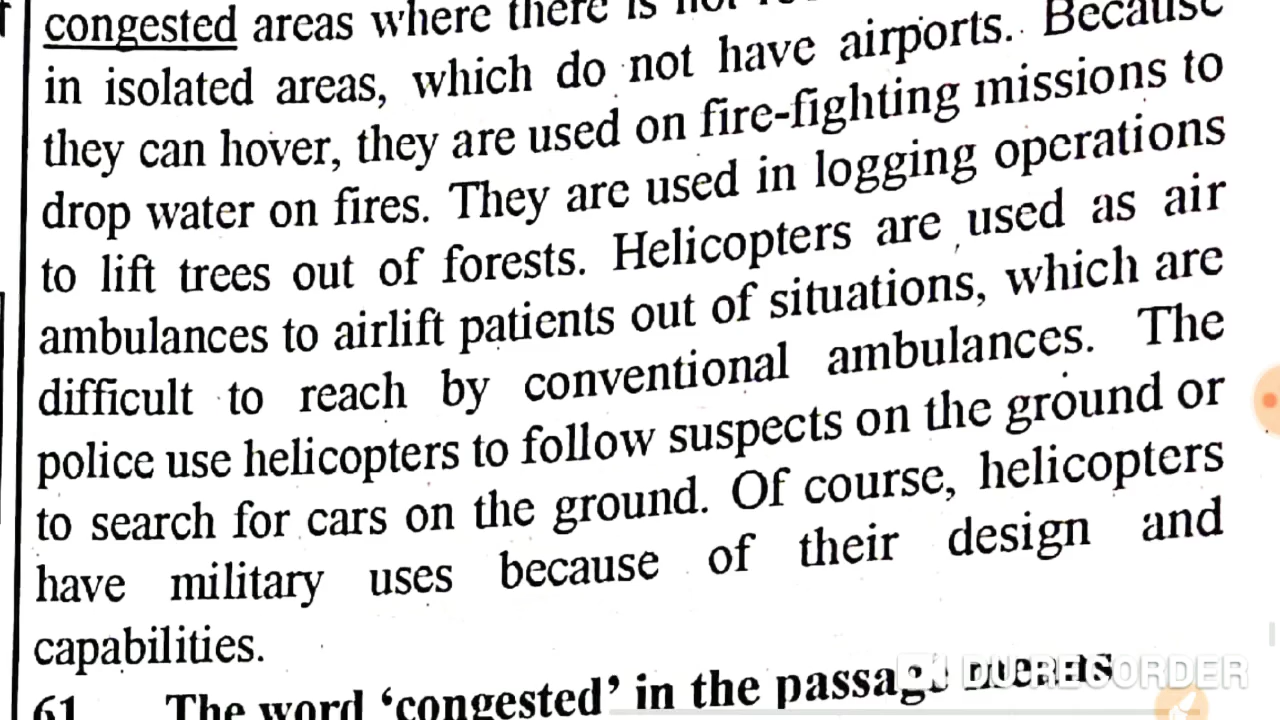 congested areas where there is
in isolated areas, which do not have airports. Because
they can hover, they are used on fire-fighting missions to
drop water on fires. They are used in logging operations
to lift trees out of forests. Helicopters are used as air
ambulances to airlift patients out of situations, which are
difficult to reach by conventional ambulances. The
police use helicopters to follow suspects on the ground or
to search for cars on the ground. Of course, helicopters
have military uses because of their design and
capabilities.
61 The word ‘congested’ in the passage means
DU RECORDER